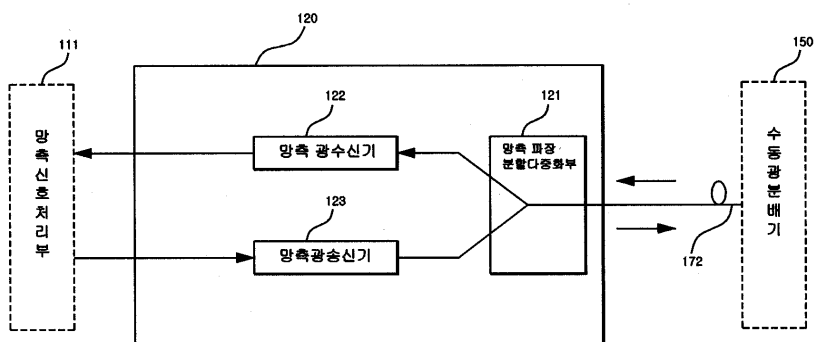 120
111
150
122
121
망측신호처리부
망측 광수신기
망측 파장
분할다중화부
수동광분배기
123
망측광송신기
172